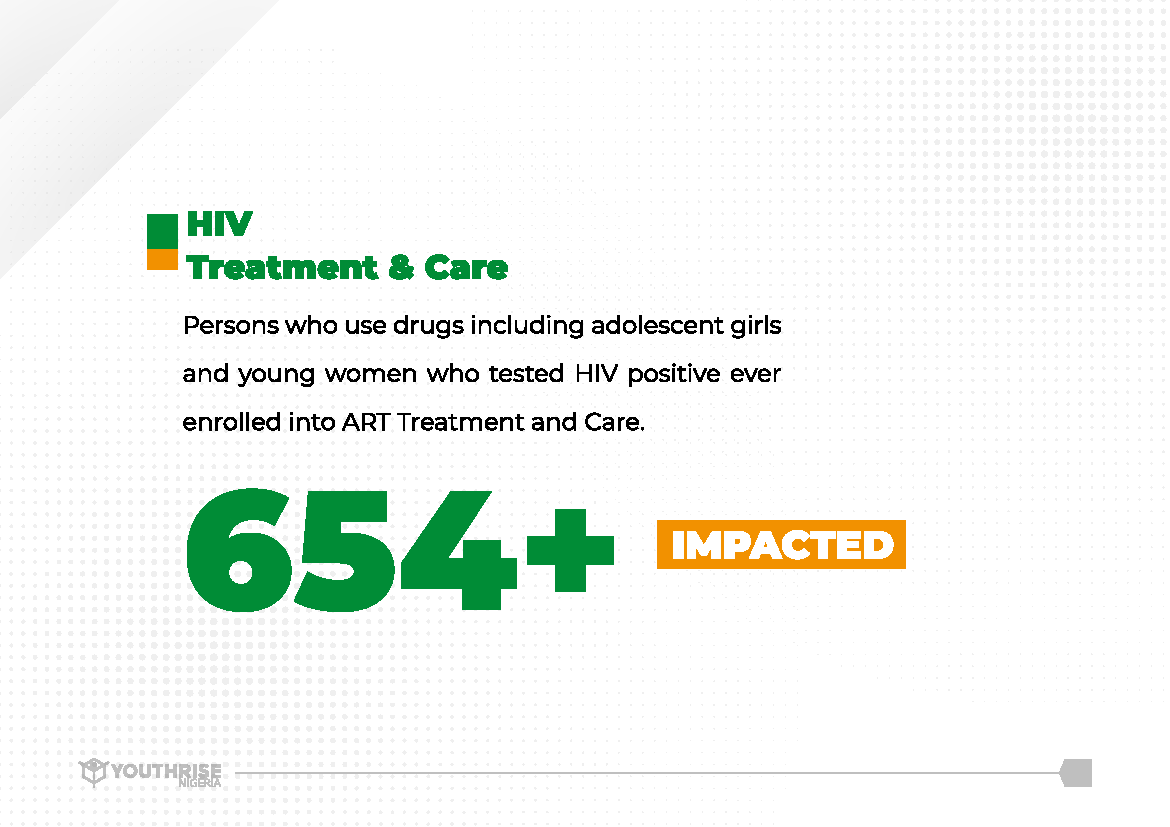 HIV
Treatment & Care
Persons who use drugs including adolescent girls
and young women who tested HIV positive ever
enrolled into ART Treatment and Care.
654+
IMPACTED
YOUTHRISE
NIGERIA